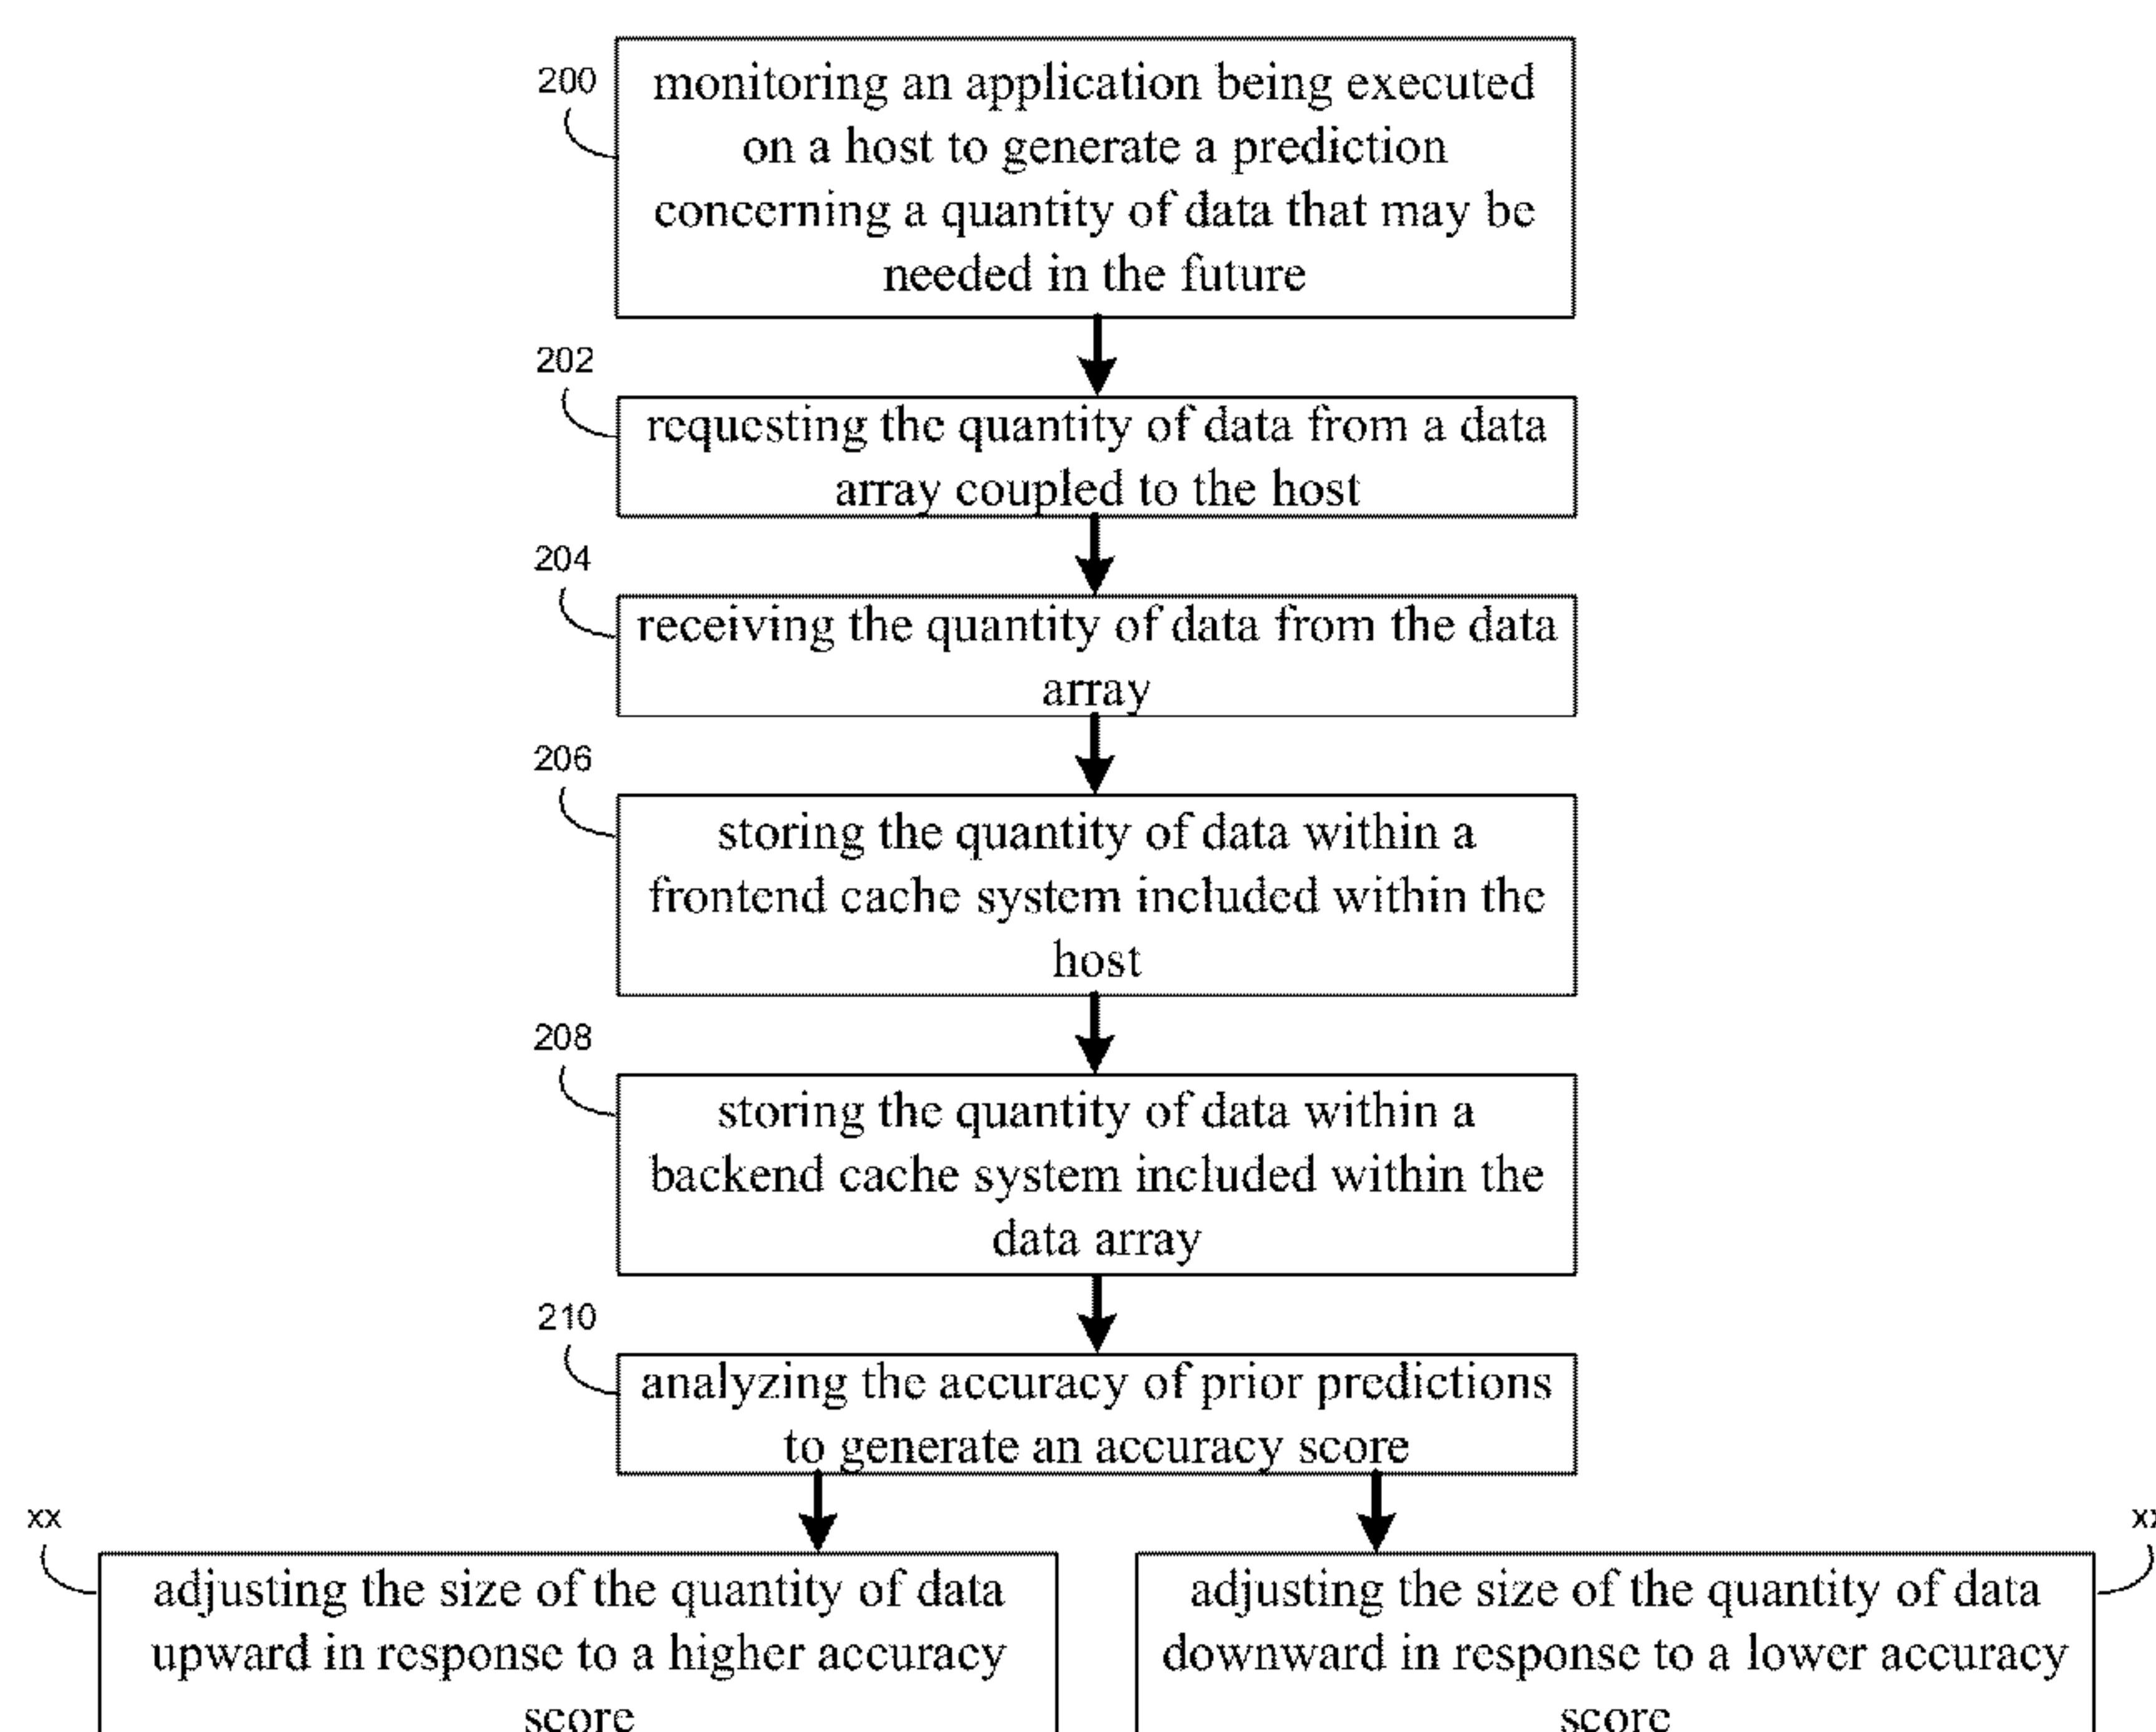 200
monitoring an application being executed
on a host to generate a prediction
concerning a quantity of data that may be
needed in the future
202
requesting the quantity of data from a data
array coupled to the host
204
receiving the quantity of data from the data
array
206
storing the quantity of data within a
frontend cache system included within the
host
208
storing the quantity of data within a
backend cache system included within the
data array
210
analyzing the accuracy of prior predictions
to generate an accuracy score
xx
adjusting the size of the quantity of data
upward in response to a higher accuracy
score
xx
adjusting the size of the quantity of data
downward in response to a lower accuracy
score